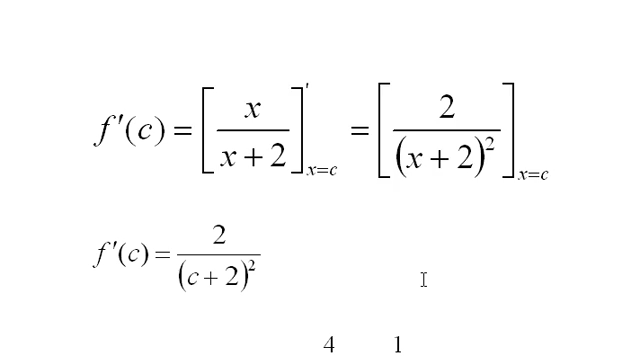 f'(c) = [x / (x + 2)]' x=c = [2 / (x + 2)²] x=c
f'(c) = 2 / (c + 2)²
4 1